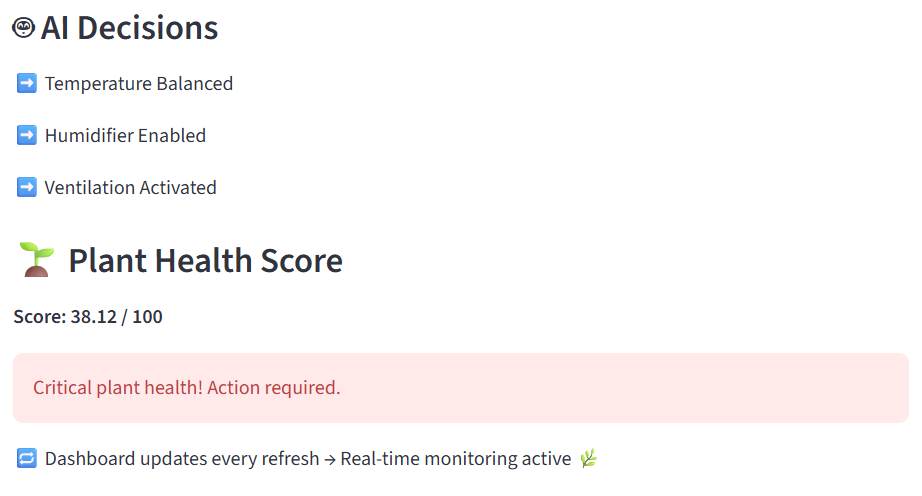 AI Decisions
➡️ Temperature Balanced
➡️ Humidifier Enabled
➡️ Ventilation Activated
🌱 Plant Health Score
Score: 38.12 / 100
Critical plant health! Action required.
🔁 Dashboard updates every refresh → Real-time monitoring active 🌿